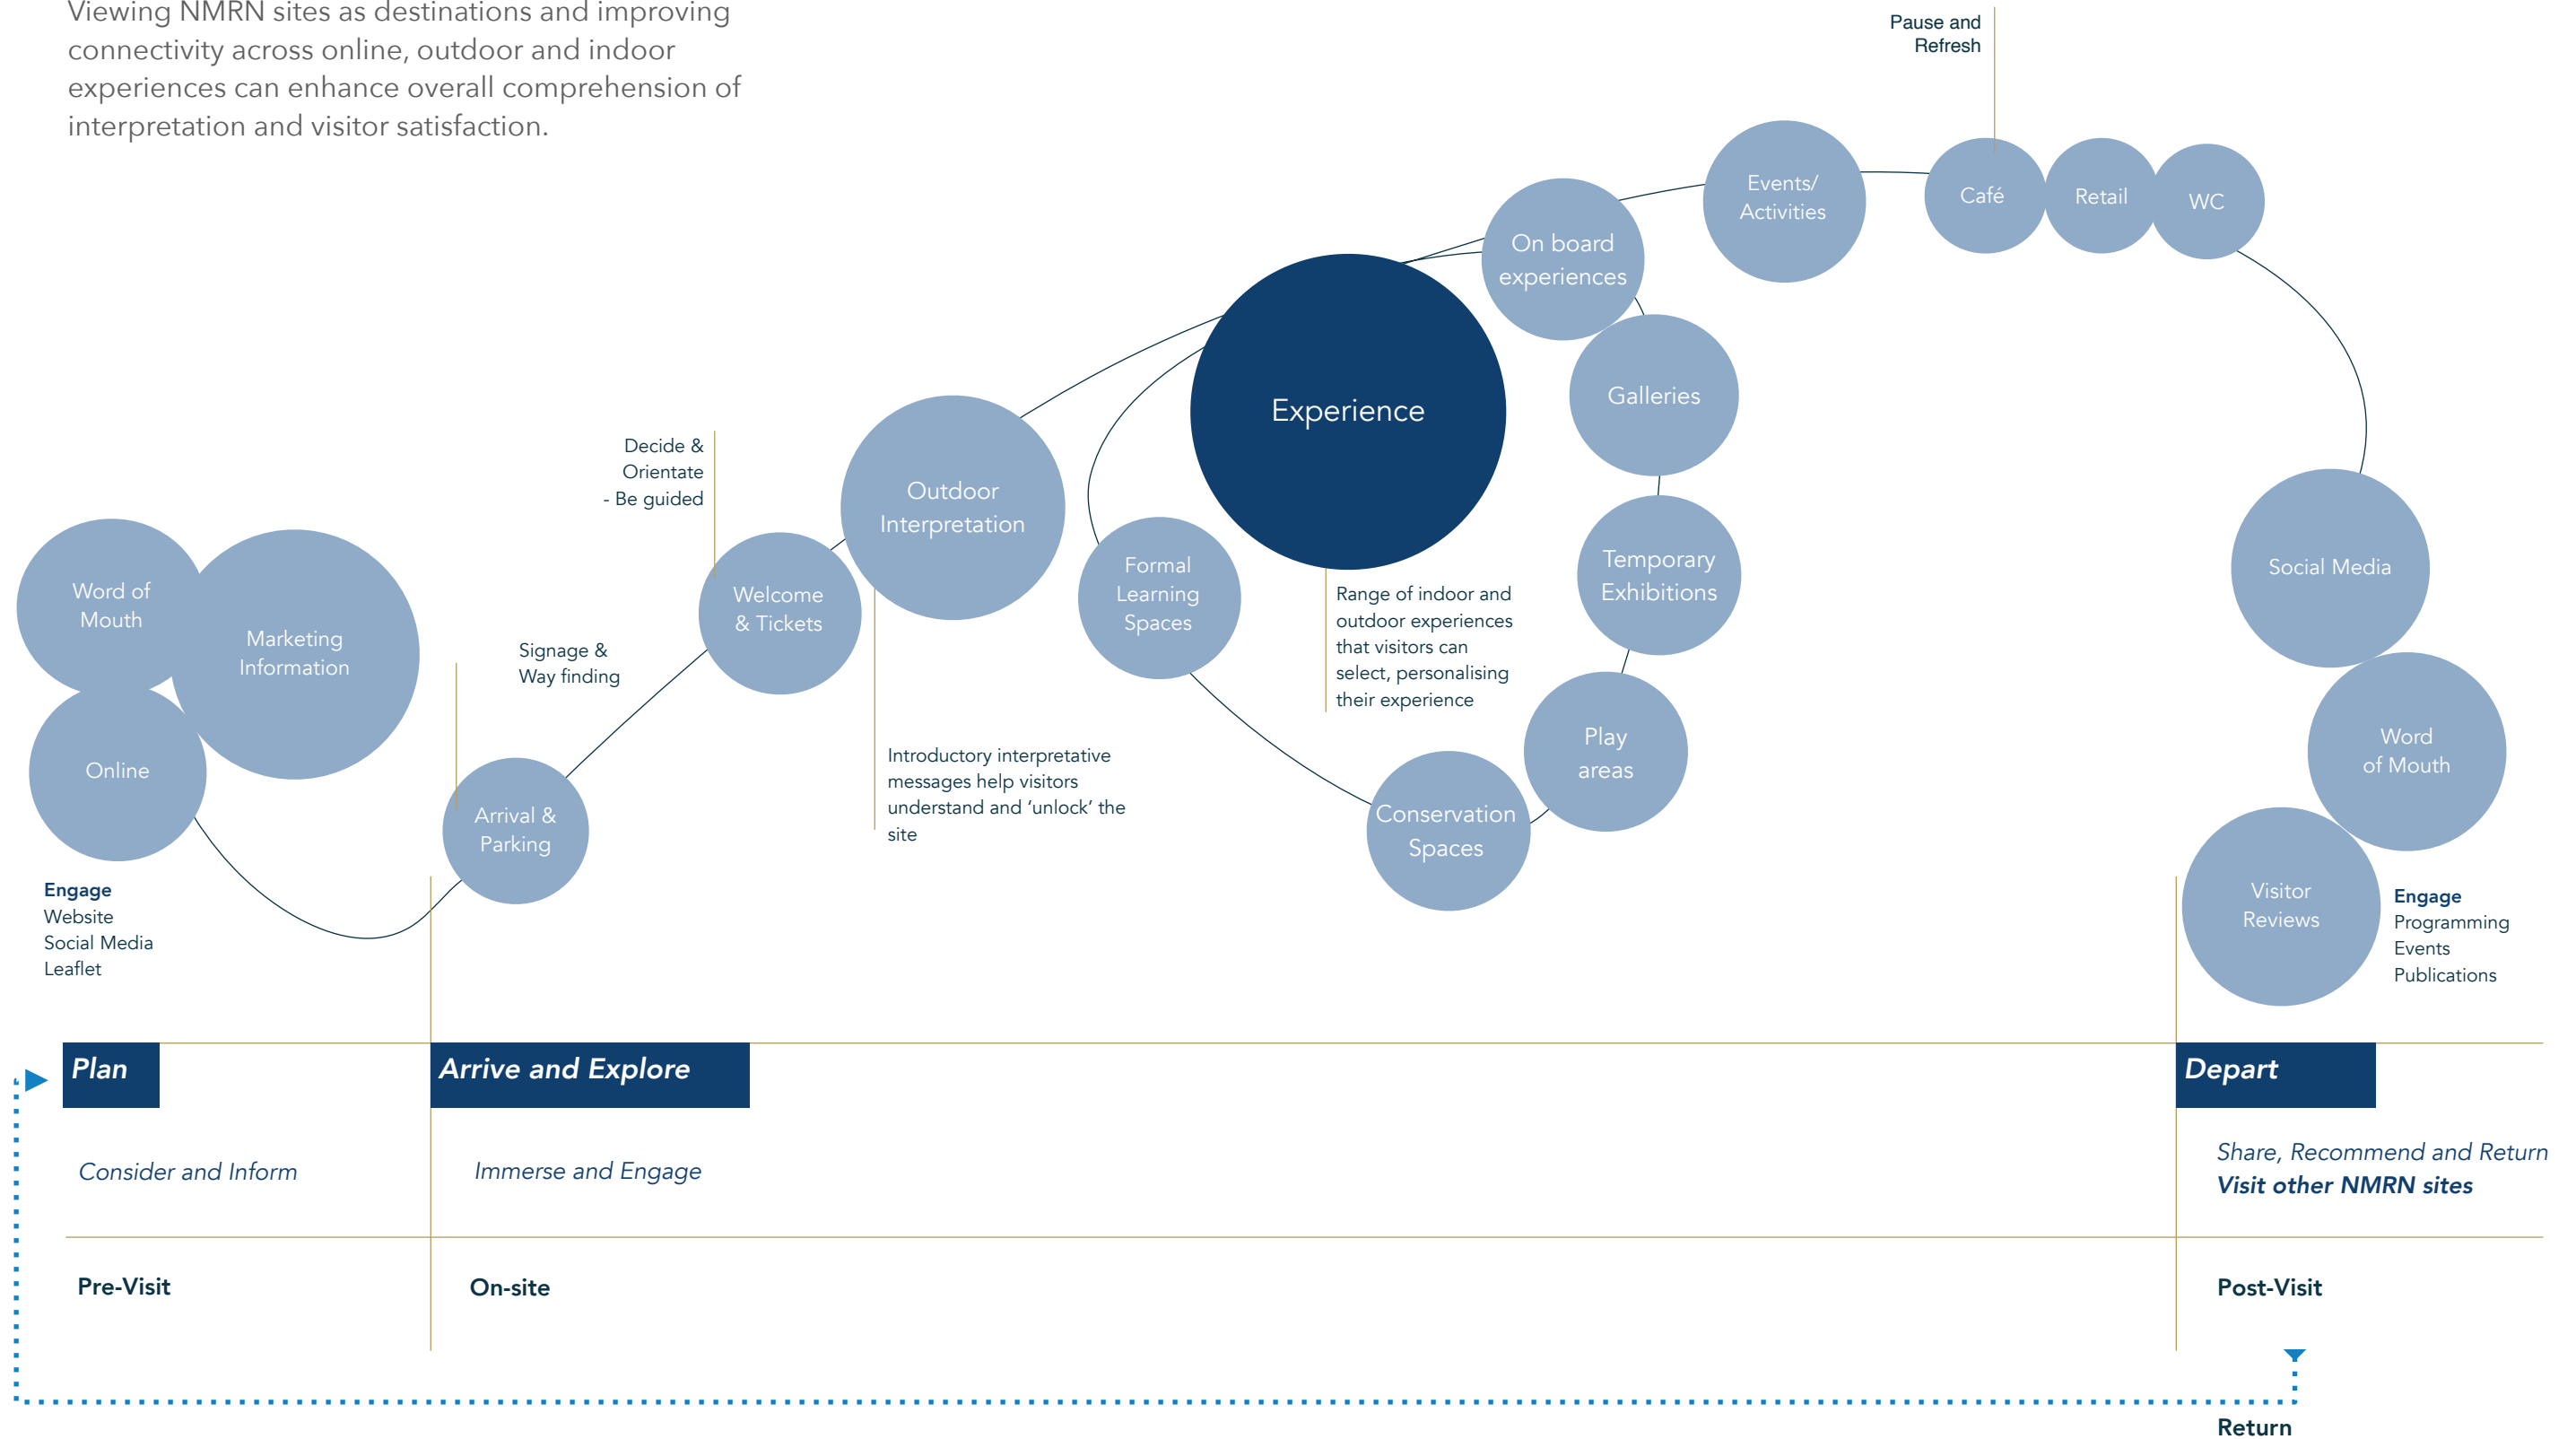 Viewing NMRN sites as destinations and improving
connectivity across online, outdoor and indoor
experiences can enhance overall comprehension of
interpretation and visitor satisfaction.
Pause and
Refresh
Events/
Activities
Café
Retail
WC
On board
experiences
Experience
Galleries
Decide &
Orientate
- Be guided
Outdoor
Interpretation
Word of
Mouth
Marketing
Information
Online
Signage &
Way finding
Welcome
& Tickets
Formal
Learning
Spaces
Range of indoor and
outdoor experiences
that visitors can
select, personalising
their experience
Temporary
Exhibitions
Social Media
Arrival &
Parking
Introductory interpretative
messages help visitors
understand and ‘unlock’ the
site
Play
areas
Conservation
Spaces
Word
of Mouth
Visitor
Reviews
Engage
Website
Social Media
Leaflet
Engage
Programming
Events
Publications
Plan
Arrive and Explore
Depart
Consider and Inform
Immerse and Engage
Share, Recommend and Return
Visit other NMRN sites
Pre-Visit
On-site
Post-Visit
Return